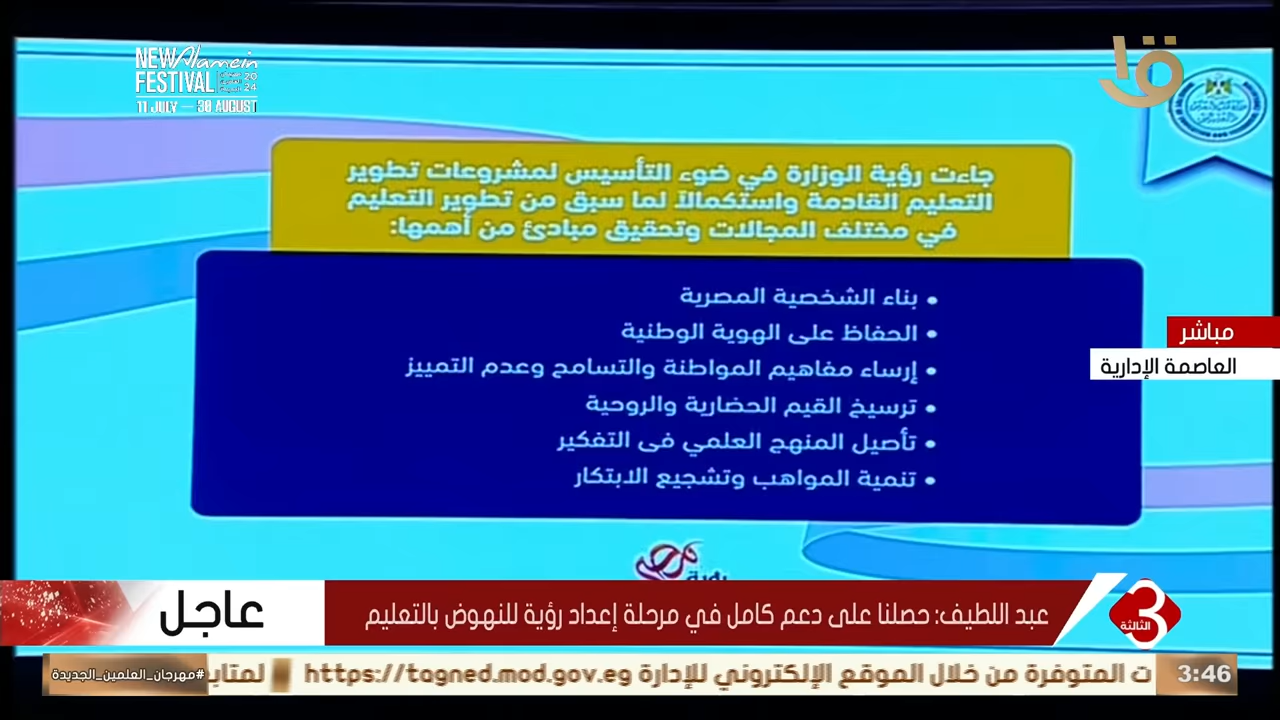 NEW Alamein
FESTIVAL 2024
11 JULY — 30 AUGUST
جاءت رؤية الوزارة في ضوء التأسيس لمشروعات تطوير
التعليم القادمة واستكمالاً لما سبق من تطوير التعليم
في مختلف المجالات وتحقيق مبادئ من أهمها:
• بناء الشخصية المصرية
• الحفاظ على الهوية الوطنية
• إرساء مفاهيم المواطنة والتسامح وعدم التمييز
• ترسيخ القيم الحضارية والروحية
• تأصيل المنهج العلمي فى التفكير
• تنمية المواهب وتشجيع الابتكار
مباشر
العاصمة الإدارية
3 الثالثة
عبد اللطيف: حصلنا على دعم كامل في مرحلة إعداد رؤية للنهوض بالتعليم
عاجل
3:46
ت المتوفرة من خلال الموقع الإلكتروني للإدارة https://tagned.mod.gov.eg
#مهرجان_العلمين_الجديدة